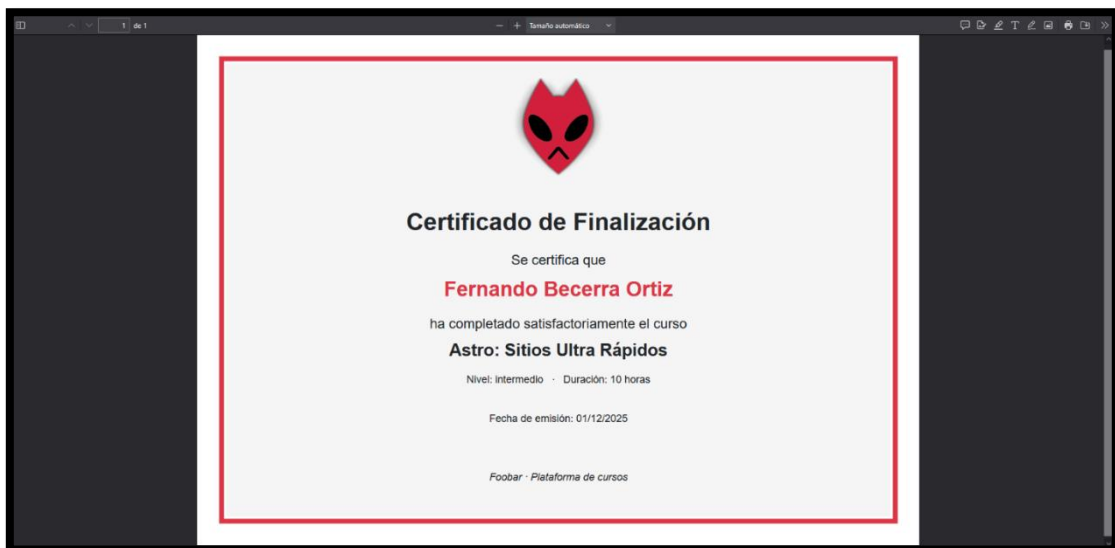 1 de 1
Tamaño automático
Certificado de Finalización
Se certifica que
Fernando Becerra Ortiz
ha completado satisfactoriamente el curso
Astro: Sitios Ultra Rápidos
Nivel: intermedio · Duración: 10 horas
Fecha de emisión: 01/12/2025
Foobar · Plataforma de cursos